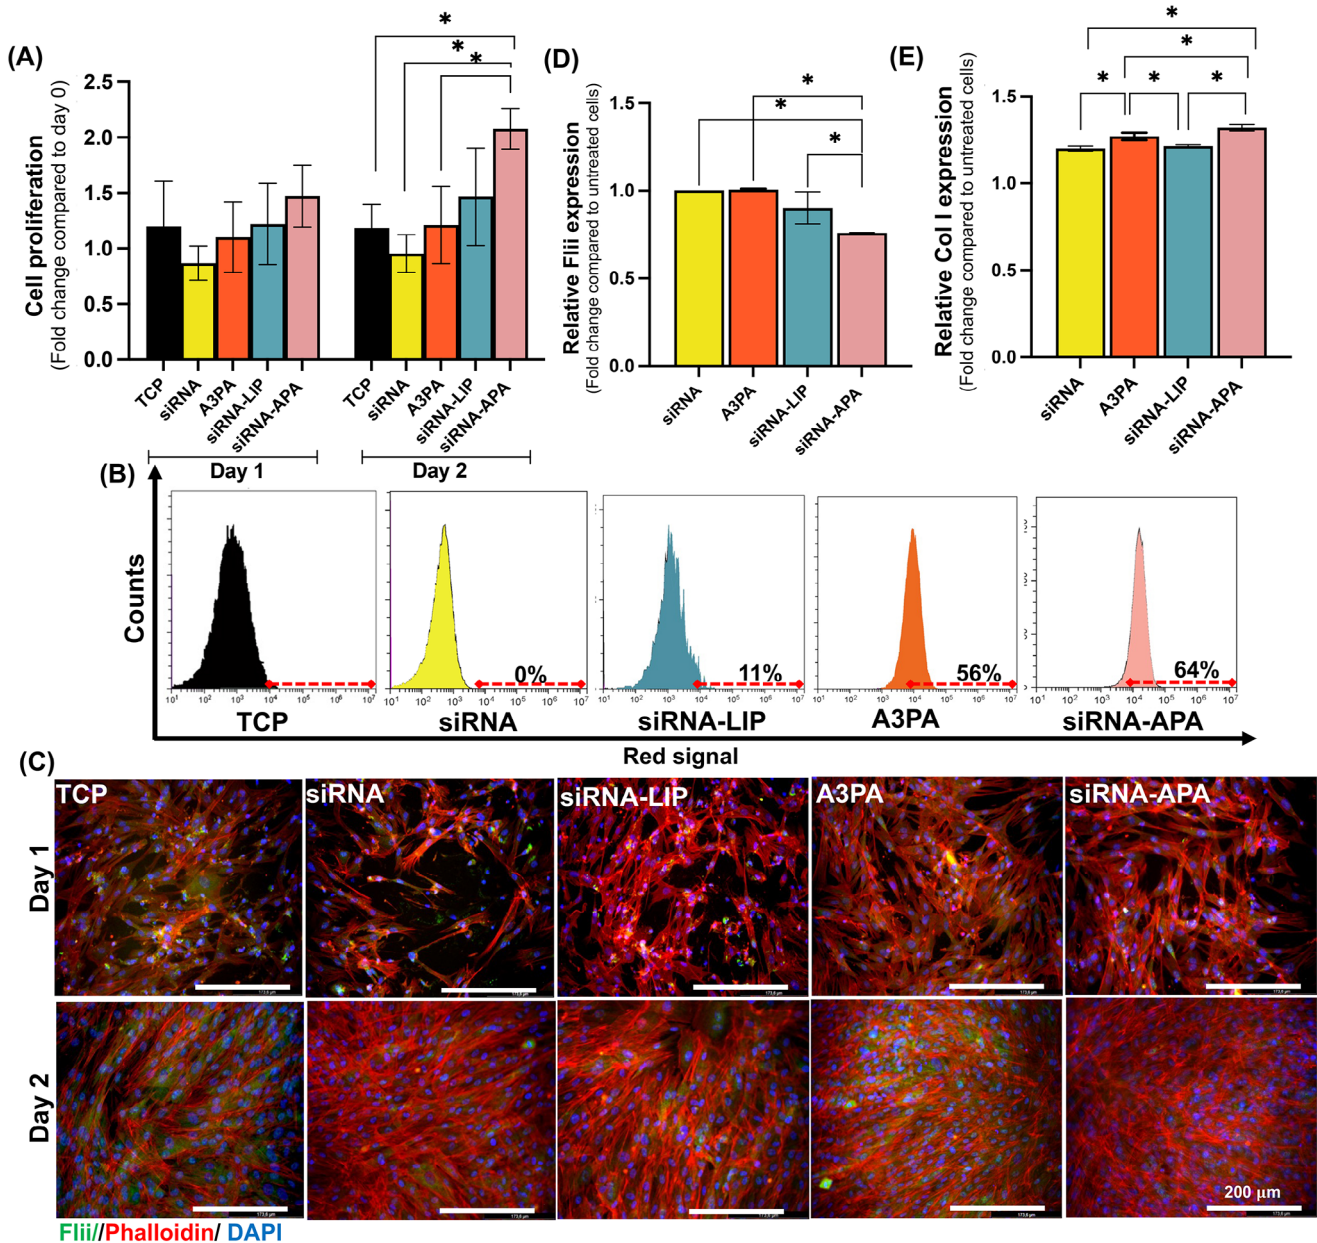 (A)
Cell proliferation
(Fold change compared to day 0)
2.5
2.0
1.5
1.0
0.5
0.0
TCP
siRNA
A3PA
siRNA-LIP
siRNA-APA
TCP
siRNA
A3PA
siRNA-LIP
siRNA-APA
Day 1
Day 2
*
*
*
(D)
Relative Flii expression
(Fold change compared to untreated cells)
1.5
1.0
0.5
0.0
siRNA
A3PA
siRNA-LIP
siRNA-APA
*
*
*
(E)
Relative Col I expression
(Fold change compared to untreated cells)
1.5
1.0
0.5
0.0
siRNA
A3PA
siRNA-LIP
siRNA-APA
*
*
*
*
*
(B)
Counts
0%
11%
56%
64%
TCP
siRNA
siRNA-LIP
A3PA
siRNA-APA
Red signal
(C)
Day 1
TCP
siRNA
siRNA-LIP
A3PA
siRNA-APA
Day 2
200 µm
Flii//Phalloidin/ DAPI